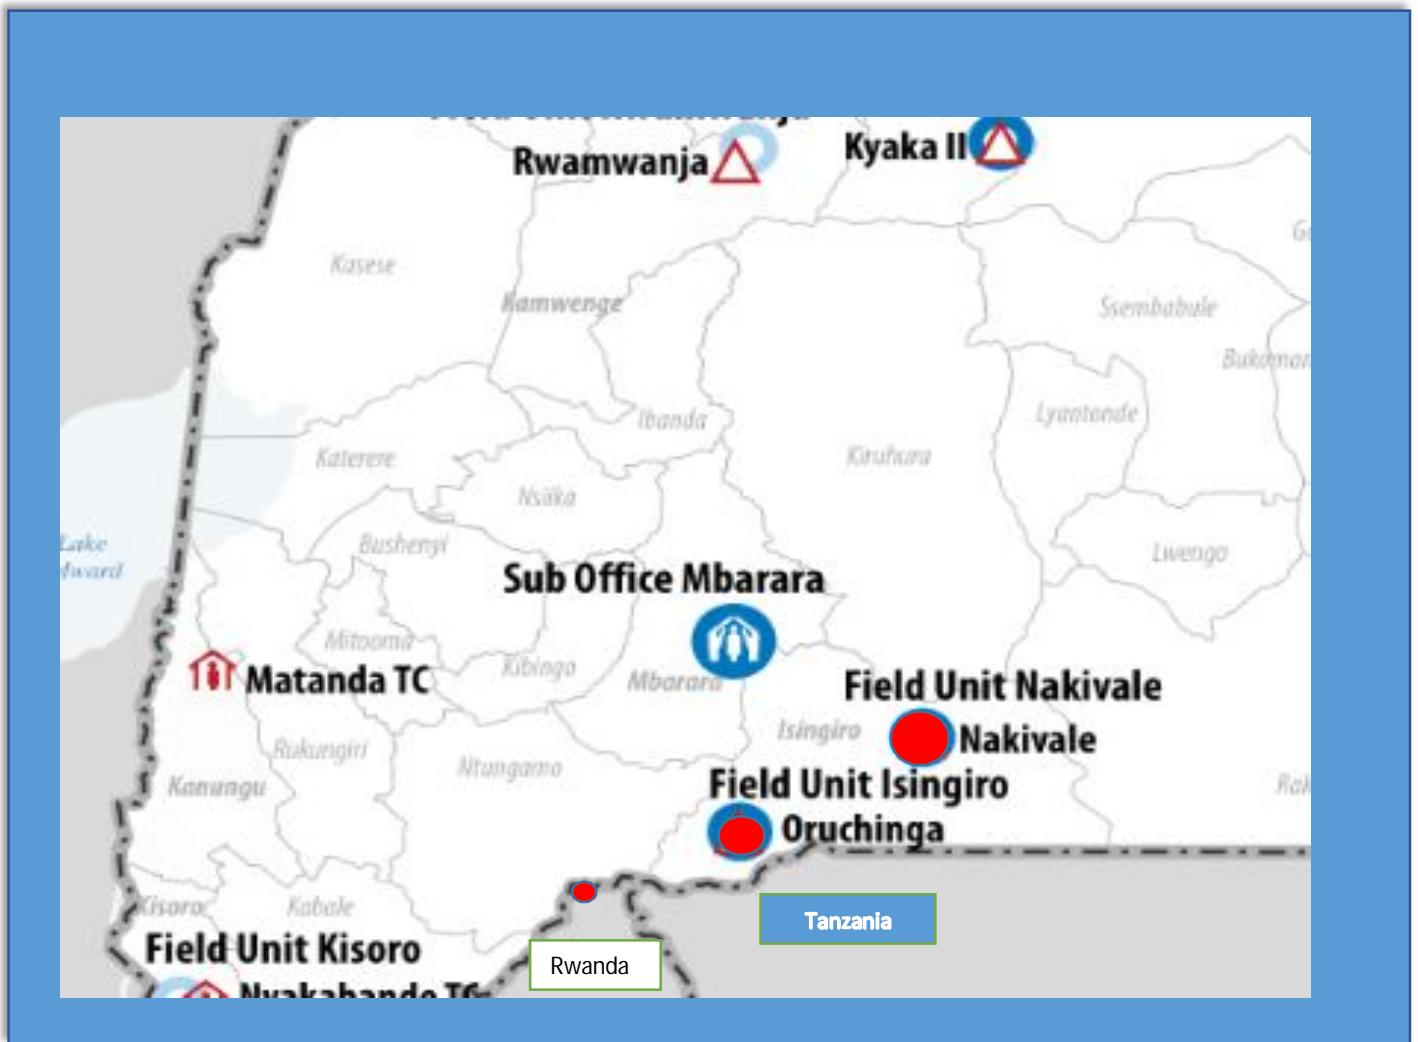 Rwamwanja
Kyaka II
Kasese
Kamwenge
Ssembabule
Ibanda
Lyantonde
Katerere
Kiruhura
Nsiika
Bushenyi
Lake
Lwengo
Sub Office Mbarara
Mitooma
Kibingo
Matanda TC
Mbarara
Field Unit Nakivale
Isingiro
Nakivale
Rukungiri
Ntungamo
Kanungu
Field Unit Isingiro
Oruchinga
Kisoro
Kabale
Tanzania
Field Unit Kisoro
Rwanda
Nyakabande TC